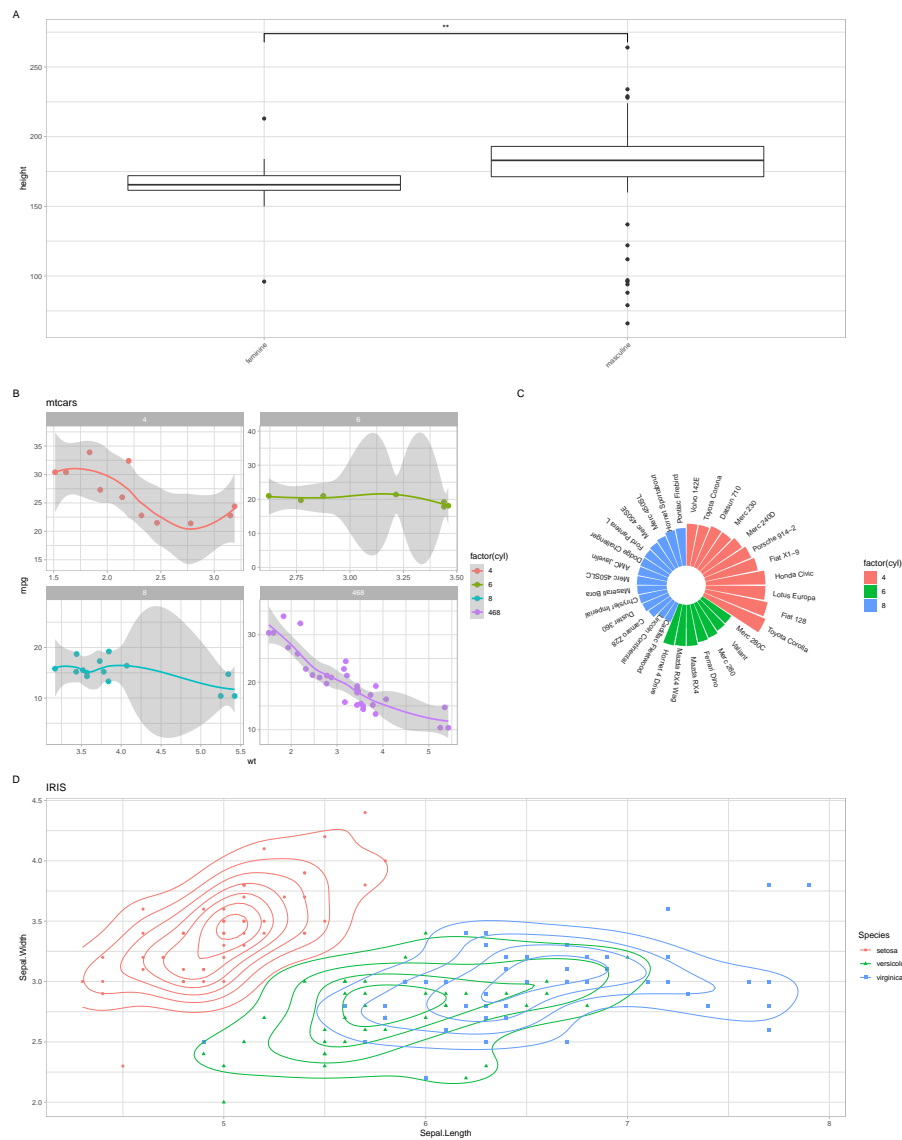 A
**
height
250
200
150
100
feminine
masculine
B
mtcars
4
6
35
30
25
20
15
1.5
2.0
2.5
3.0
40
30
20
10
0
2.75
3.00
3.25
3.50
mpg
8
468
20
10
3.5
4.0
4.5
5.0
5.5
30
20
10
2
3
4
5
wt
factor(cyl)
4
6
8
468
C
Volvo 142E
Toyota Corona
Datsun 710
Merc 230
Merc 240D
Porsche 914-2
Fiat X1-9
Honda Civic
Lotus Europa
Fiat 128
Toyota Corolla
Merc 280C
Valiant
Merc 280
Ferrari Dino
Mazda RX4
Mazda RX4 Wag
Hornet 4 Drive
Cadillac Fleetwood
Lincoln Continental
Camaro Z28
Duster 360
Chrysler Imperial
Maserati Bora
Merc 450SLC
AMC Javelin
Dodge Challenger
Ford Pantera L
Merc 450SE
Merc 450SL
Hornet Sportabout
Pontiac Firebird
factor(cyl)
4
6
8
D
IRIS
Sepal.Width
4.5
4.0
3.5
3.0
2.5
2.0
5
6
7
8
Sepal.Length
Species
setosa
versicolo
virginica